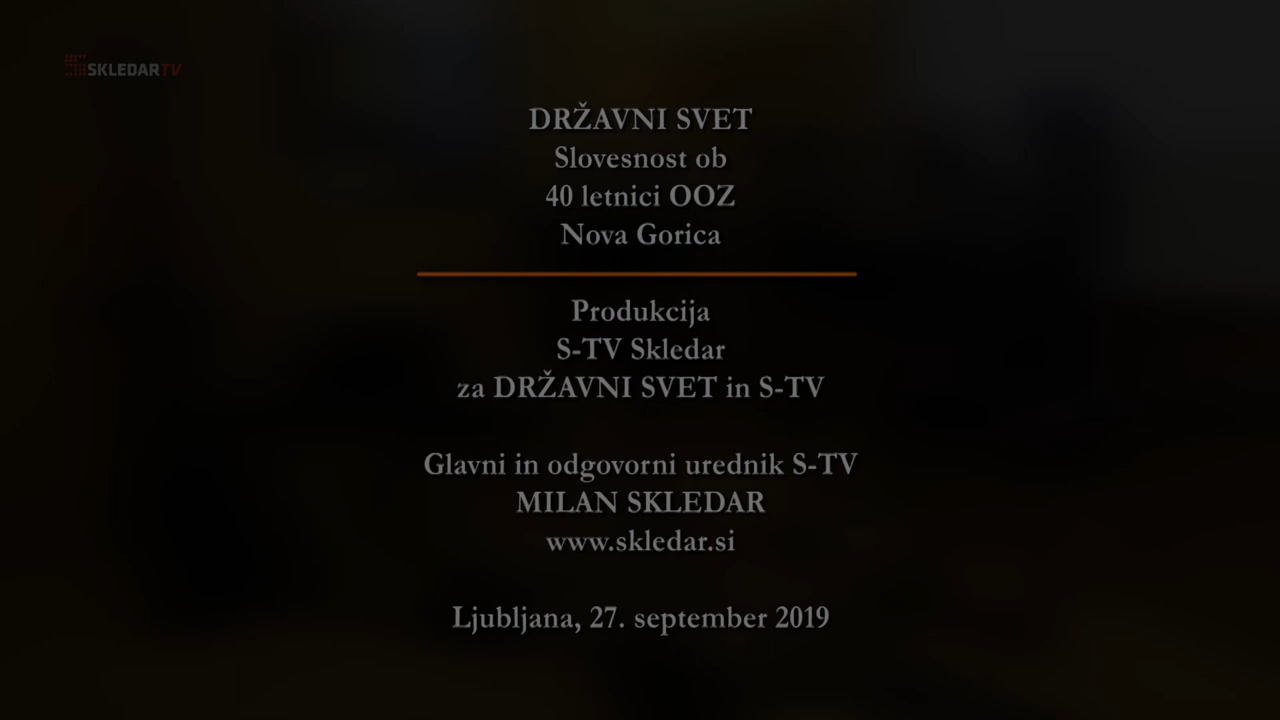 SKLEDARTV
DRŽAVNI SVET
Slovesnost ob
40 letnici OOZ
Nova Gorica
Produkcija
S-TV Skledar
za DRŽAVNI SVET in S-TV
Glavni in odgovorni urednik S-TV
MILAN SKLEDAR
www.skledar.si
Ljubljana, 27. september 2019